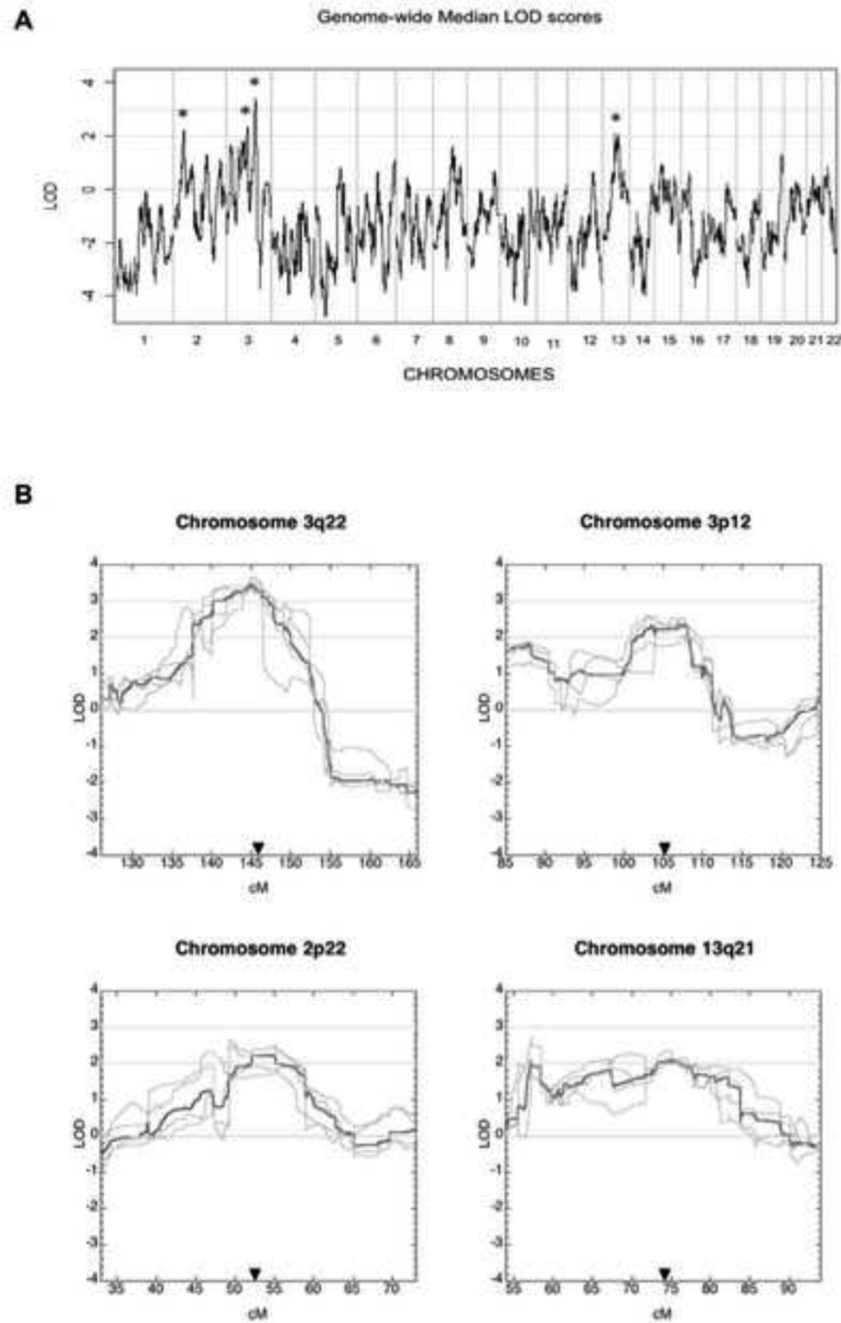 A
Genome-wide Median LOD scores
4
2
0
-2
-4
LOD
* * * *
1 2 3 4 5 6 7 8 9 10 11 12 13 14 15 16 17 18 19 20 21 22
CHROMOSOMES
B
Chromosome 3q22
4
3
2
1
0
-1
-2
-3
-4
LOD
130 135 140 145 150 155 160 165
cM
Chromosome 3p12
4
3
2
1
0
-1
-2
-3
-4
LOD
85 90 95 100 105 110 115 120 125
cM
Chromosome 2p22
4
3
2
1
0
-1
-2
-3
-4
LOD
35 40 45 50 55 60 65 70
cM
Chromosome 13q21
4
3
2
1
0
-1
-2
-3
-4
LOD
55 60 65 70 75 80 85 90
cM